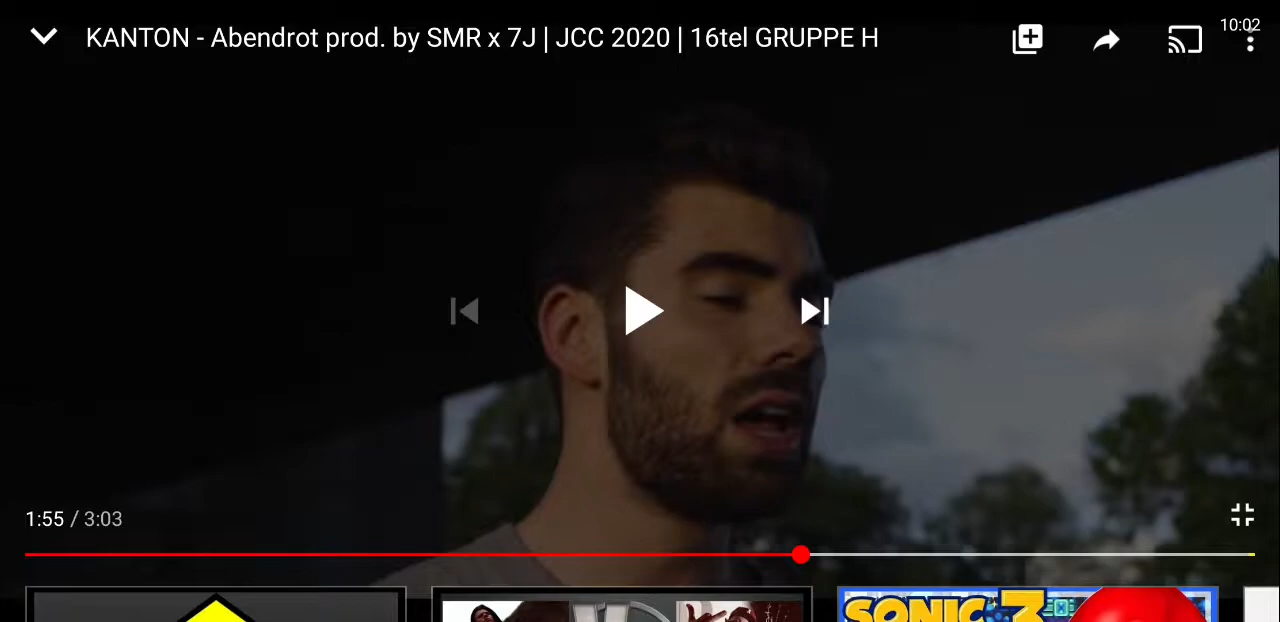 KANTON - Abendrot prod. by SMR x 7J | JCC 2020 | 16tel GRUPPE H
10:02
1:55 / 3:03
SONIC 3